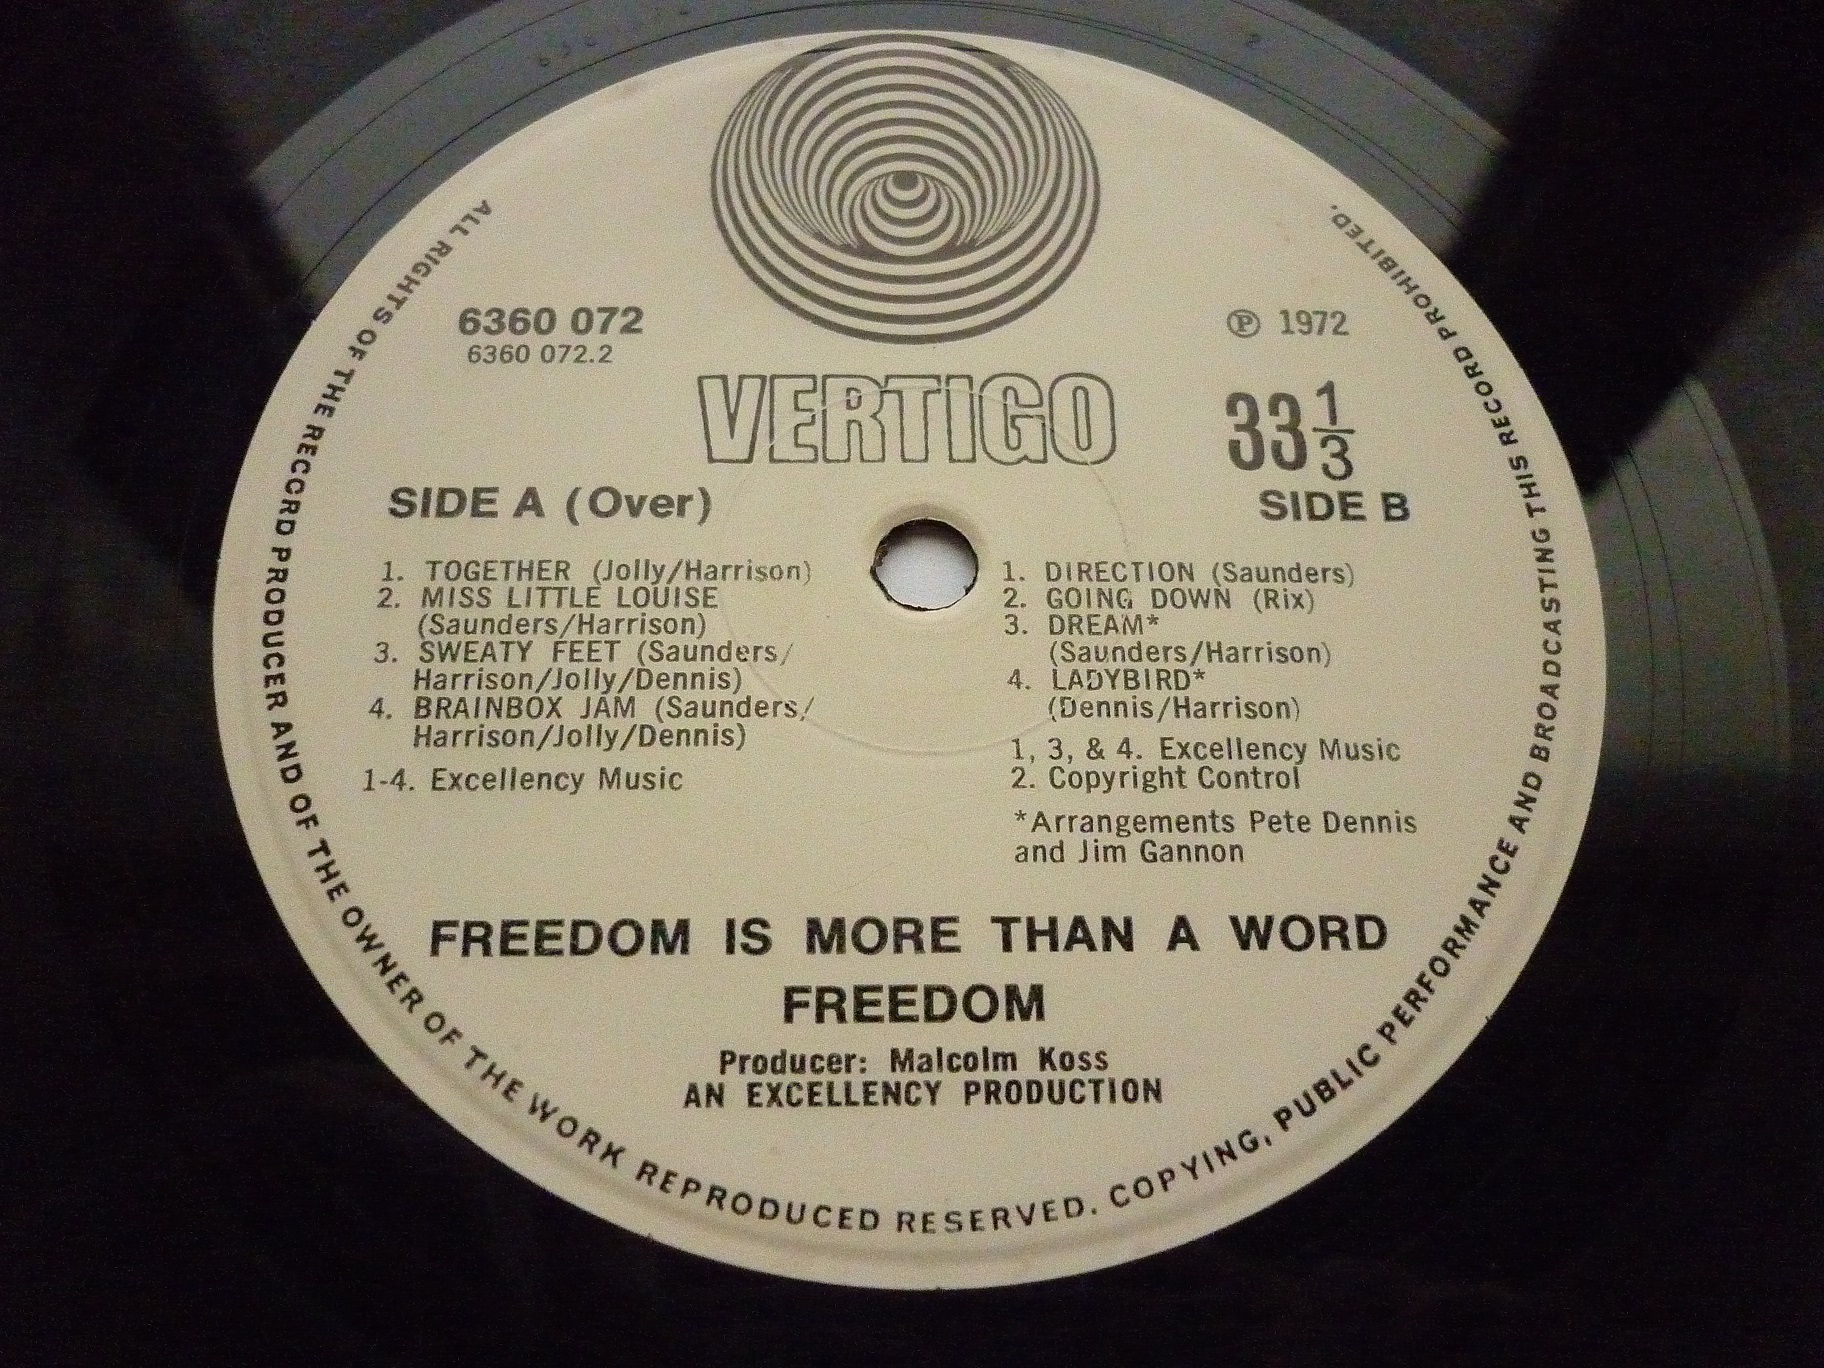 6360 072
6360 072.2
℗ 1972
VERTIGO
33 1/3
SIDE A (Over)
1. TOGETHER (Jolly/Harrison)
2. MISS LITTLE LOUISE
(Saunders/Harrison)
3. SWEATY FEET (Saunders/
Harrison/Jolly/Dennis)
4. BRAINBOX JAM (Saunders/
Harrison/Jolly/Dennis)
1-4. Excellency Music
SIDE B
1. DIRECTION (Saunders)
2. GOING DOWN (Rix)
3. DREAM*
(Saunders/Harrison)
4. LADYBIRD*
(Dennis/Harrison)
1, 3, & 4. Excellency Music
2. Copyright Control
*Arrangements Pete Dennis
and Jim Gannon
FREEDOM IS MORE THAN A WORD
FREEDOM
Producer: Malcolm Koss
AN EXCELLENCY PRODUCTION
ALL RIGHTS OF THE RECORD PRODUCER AND OF THE OWNER OF THE WORK REPRODUCED RESERVED. COPYING, PUBLIC PERFORMANCE AND BROADCASTING THIS RECORD PROHIBITED.